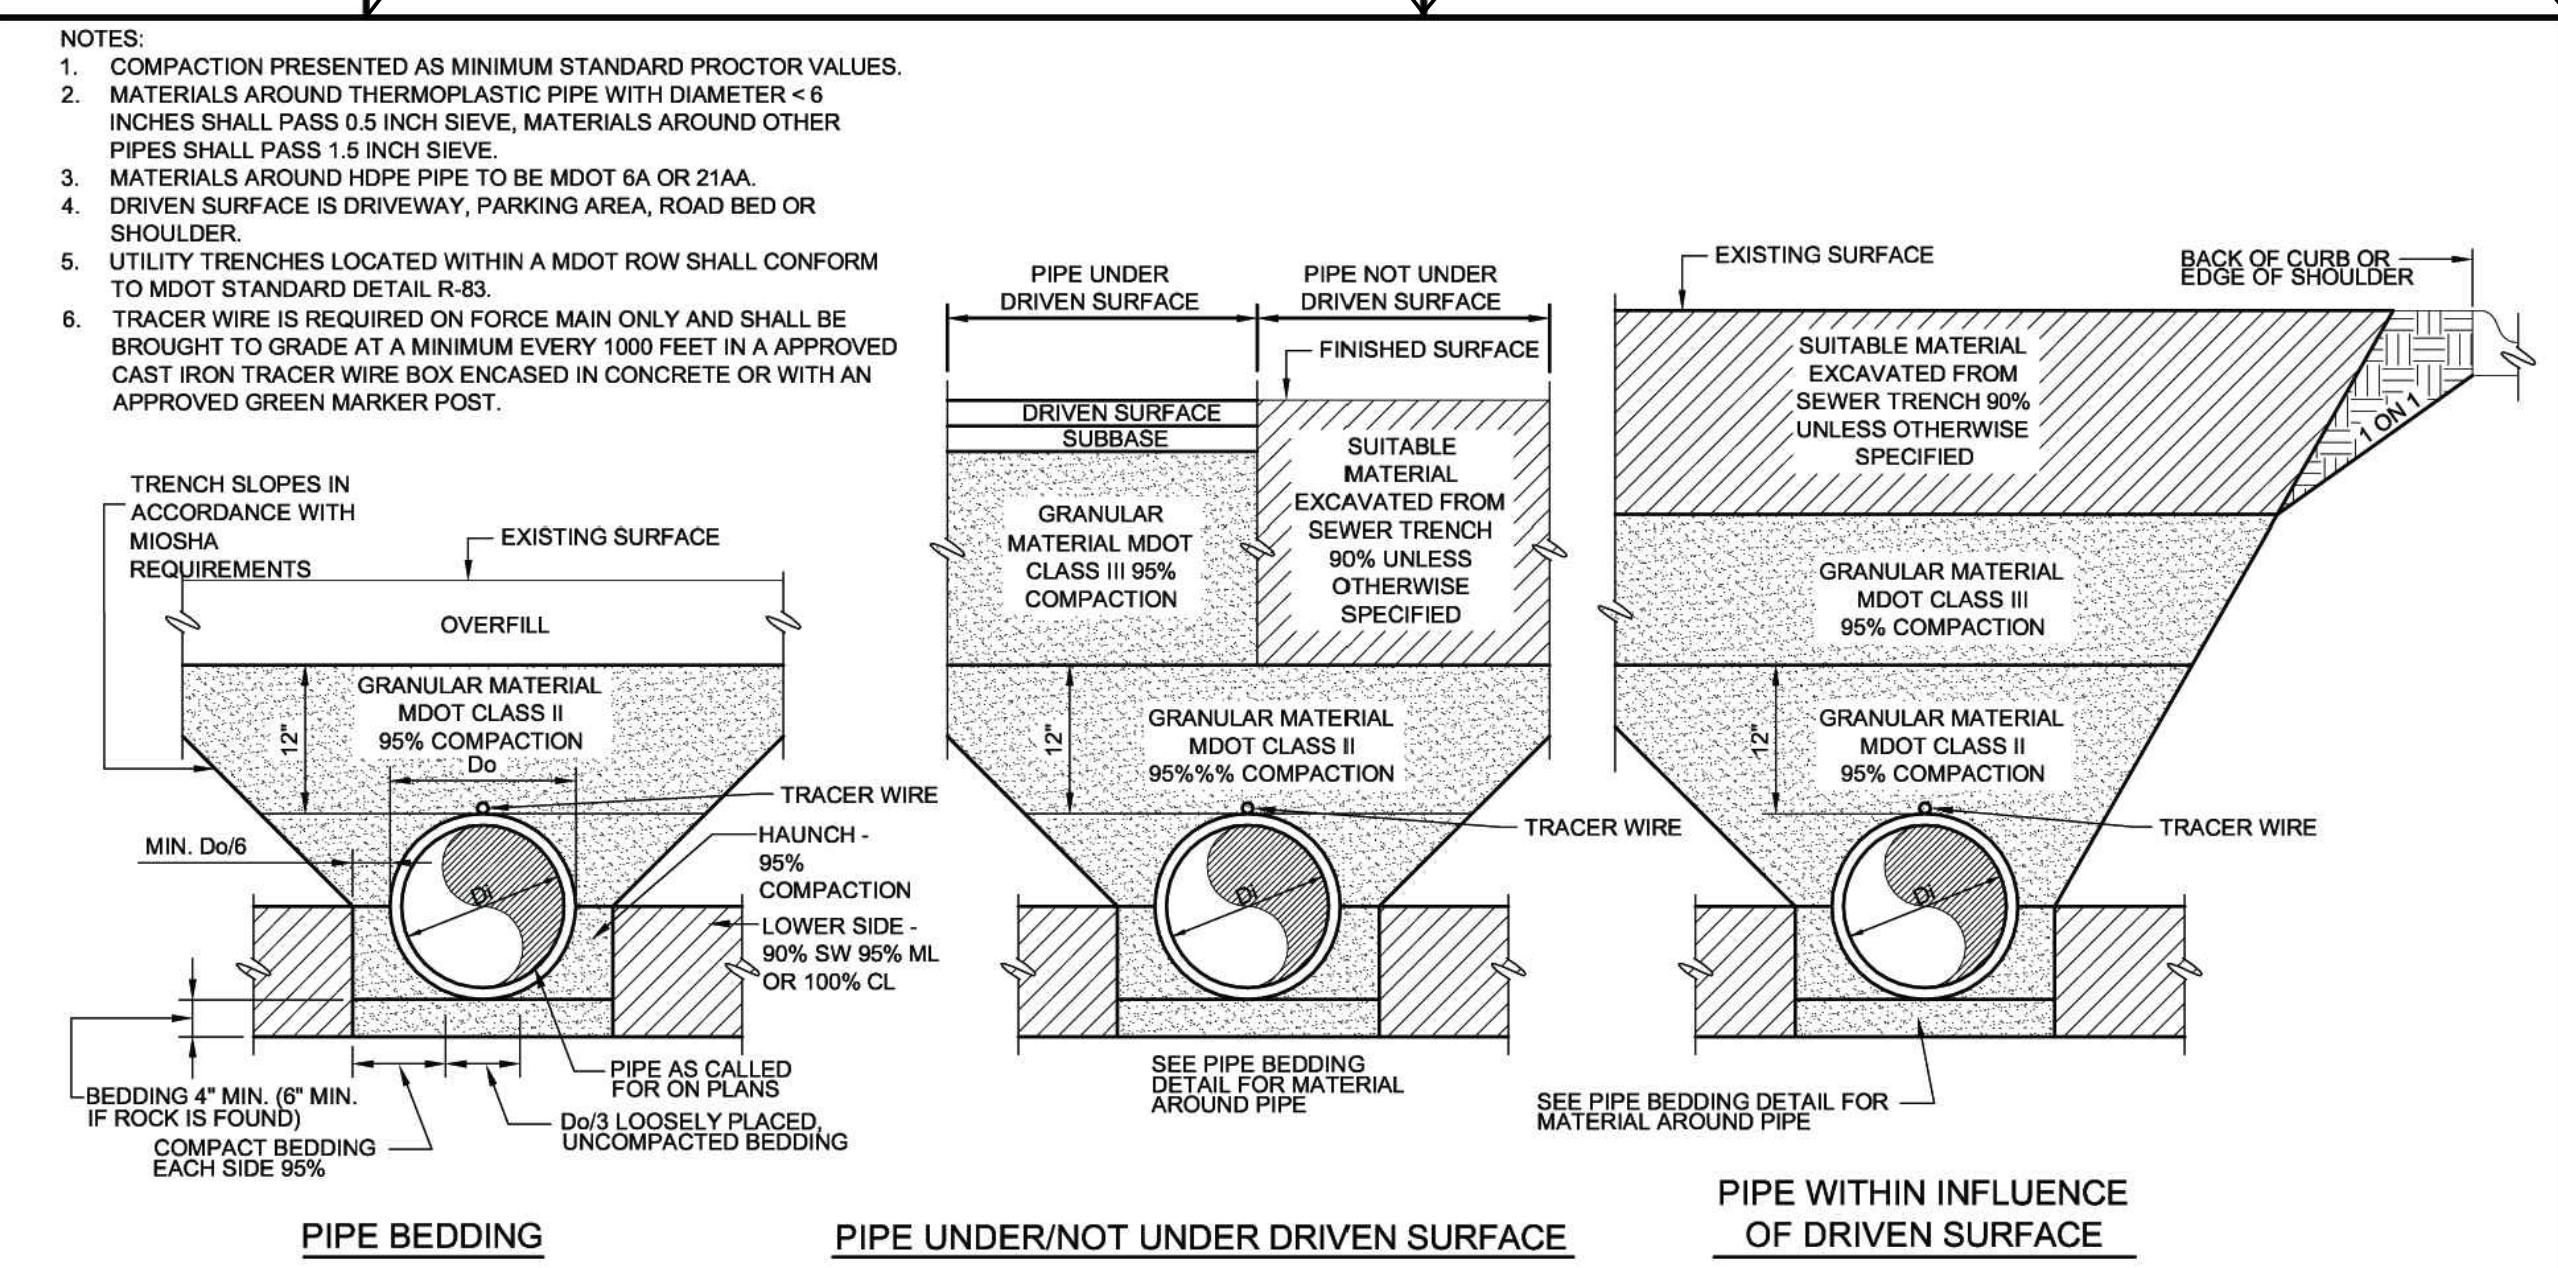 NOTES:
1. COMPACTION PRESENTED AS MINIMUM STANDARD PROCTOR VALUES.
2. MATERIALS AROUND THERMOPLASTIC PIPE WITH DIAMETER < 6
INCHES SHALL PASS 0.5 INCH SIEVE, MATERIALS AROUND OTHER
PIPES SHALL PASS 1.5 INCH SIEVE.
3. MATERIALS AROUND HDPE PIPE TO BE MDOT 6A OR 21AA.
4. DRIVEN SURFACE IS DRIVEWAY, PARKING AREA, ROAD BED OR
SHOULDER.
5. UTILITY TRENCHES LOCATED WITHIN A MDOT ROW SHALL CONFORM
TO MDOT STANDARD DETAIL R-83.
6. TRACER WIRE IS REQUIRED ON FORCE MAIN ONLY AND SHALL BE
BROUGHT TO GRADE AT A MINIMUM EVERY 1000 FEET IN A APPROVED
CAST IRON TRACER WIRE BOX ENCASED IN CONCRETE OR WITH AN
APPROVED GREEN MARKER POST.
TRENCH SLOPES IN
ACCORDANCE WITH
MIOSHA
REQUIREMENTS
EXISTING SURFACE
OVERFILL
GRANULAR MATERIAL
MDOT CLASS II
95% COMPACTION
12"
Do
TRACER WIRE
MIN. Do/6
HAUNCH -
95%
COMPACTION
Di
LOWER SIDE -
90% SW 95% ML
OR 100% CL
BEDDING 4" MIN. (6" MIN.
IF ROCK IS FOUND)
COMPACT BEDDING
EACH SIDE 95%
PIPE AS CALLED
FOR ON PLANS
Do/3 LOOSELY PLACED,
UNCOMPACTED BEDDING
PIPE BEDDING
PIPE UNDER
DRIVEN SURFACE
PIPE NOT UNDER
DRIVEN SURFACE
FINISHED SURFACE
DRIVEN SURFACE
SUBBASE
GRANULAR
MATERIAL MDOT
CLASS III 95%
COMPACTION
SUITABLE
MATERIAL
EXCAVATED FROM
SEWER TRENCH
90% UNLESS
OTHERWISE
SPECIFIED
12"
GRANULAR MATERIAL
MDOT CLASS II
95%%% COMPACTION
TRACER WIRE
Di
SEE PIPE BEDDING
DETAIL FOR MATERIAL
AROUND PIPE
PIPE UNDER/NOT UNDER DRIVEN SURFACE
EXISTING SURFACE
BACK OF CURB OR
EDGE OF SHOULDER
SUITABLE MATERIAL
EXCAVATED FROM
SEWER TRENCH 90%
UNLESS OTHERWISE
SPECIFIED
1 ON 1
GRANULAR MATERIAL
MDOT CLASS III
95% COMPACTION
12"
GRANULAR MATERIAL
MDOT CLASS II
95% COMPACTION
TRACER WIRE
Di
SEE PIPE BEDDING DETAIL FOR
MATERIAL AROUND PIPE
PIPE WITHIN INFLUENCE
OF DRIVEN SURFACE